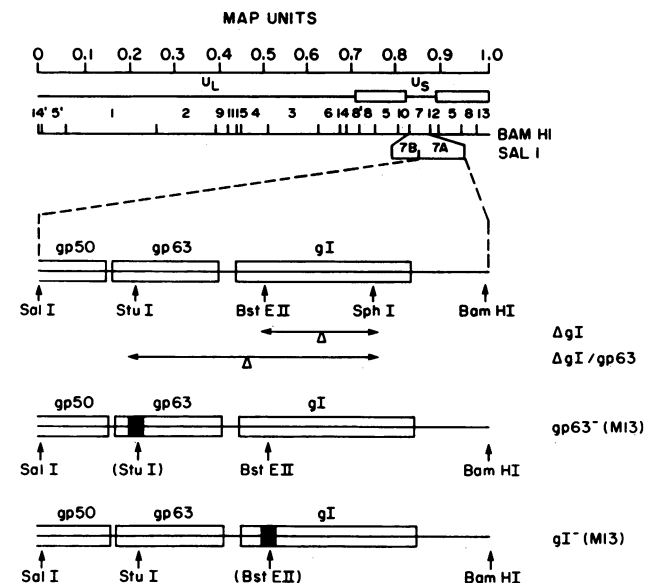 MAP UNITS
0 0.1 0.2 0.3 0.4 0.5 0.6 0.7 0.8 0.9 1.0
UL US
14' 5' 1 2 9 11 15 4 3 6 14 8' 8 5 10 7 12 5 8 13
BAM HI
7B 7A SAL I
gp50 gp63 gI
Sal I Stu I Bst EII Sph I Bam HI
Δ ΔgI
Δ ΔgI/gp63
gp50 gp63 gI
gp63⁻ (M13)
Sal I (Stu I) Bst EII Bam HI
gp50 gp63 gI
gI⁻ (M13)
Sal I Stu I (Bst EII) Bam HI